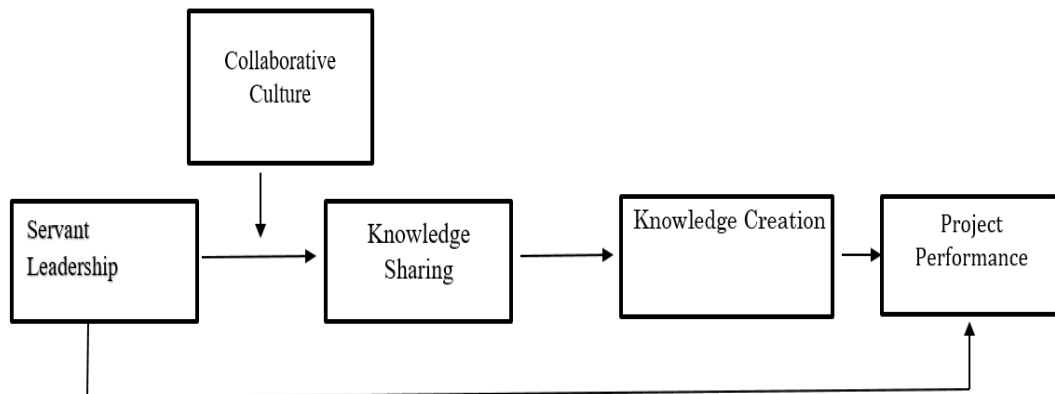 Collaborative
Culture
Servant
Leadership
Knowledge
Sharing
Knowledge Creation
Project
Performance